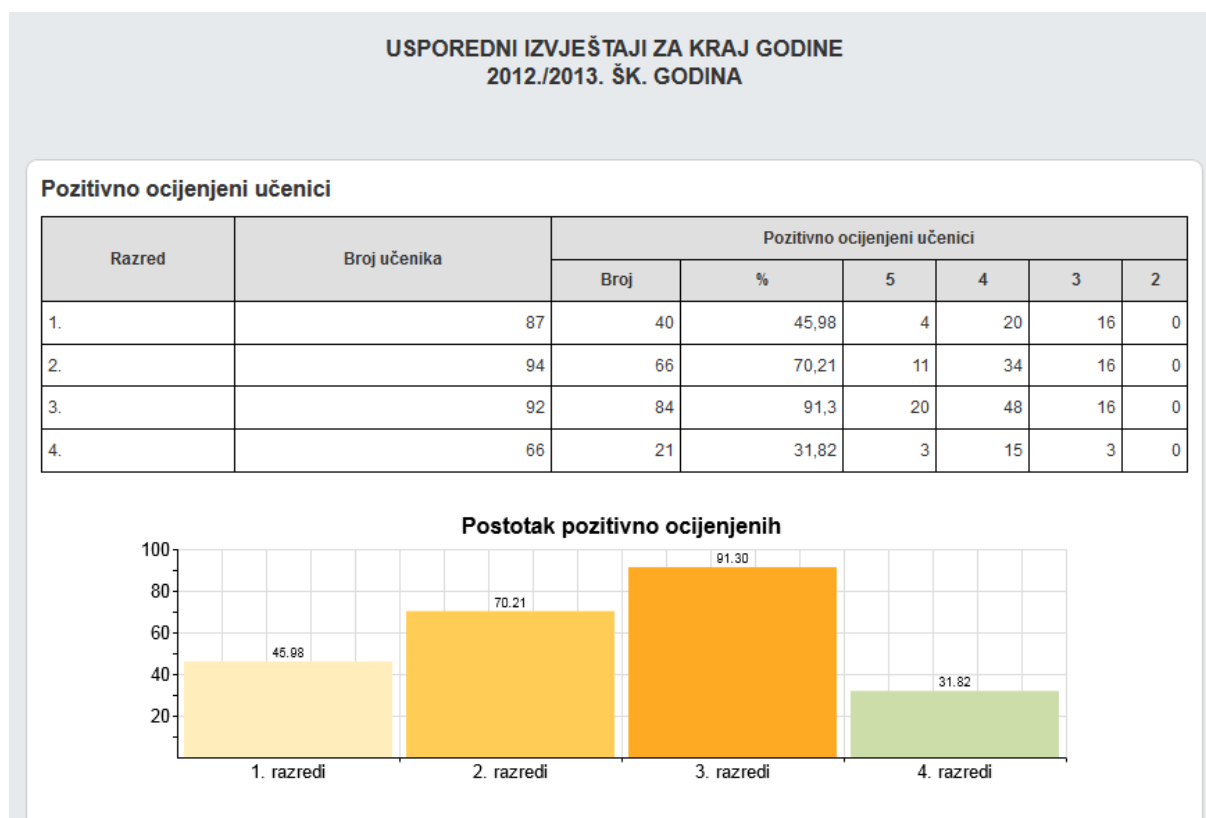 USPOREDNI IZVJEŠTAJI ZA KRAJ GODINE
2012./2013. ŠK. GODINA
Pozitivno ocijenjeni učenici
Razred Broj učenika Pozitivno ocijenjeni učenici
Broj % 5 4 3 2
1. 87 40 45,98 4 20 16 0
2. 94 66 70,21 11 34 16 0
3. 92 84 91,3 20 48 16 0
4. 66 21 31,82 3 15 3 0
Postotak pozitivno ocijenjenih
100
80
60
40
20
45.98
70.21
91.30
31.82
1. razredi 2. razredi 3. razredi 4. razredi